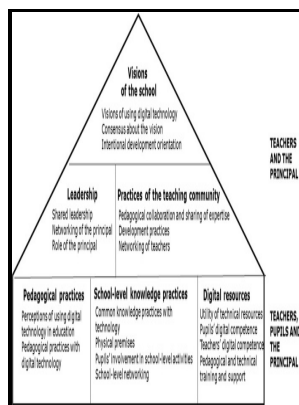 Visions
of the school
Visions of using digital technology
Consensus about the vision
Intentional development orientation
TEACHERS
AND THE
PRINCIPAL
Leadership
Shared leadership
Networking of the principal
Role of the principal
Practices of the teaching community
Pedagogical collaboration and sharing of expertise
Development practices
Networking of teachers
Pedagogical practices
Perceptions of using digital
technology in education
Pedagogical practices with
digital technology
School-level knowledge practices
Common knowledge practices with
technology
Physical premises
Pupils' involvement in school-level activities
School-level networking
Digital resources
Utility of technical resources
Pupils' digital competence
Teachers' digital competence
Pedagogical and technical
training and support
TEACHERS,
PUPILS AND
THE
PRINCIPAL